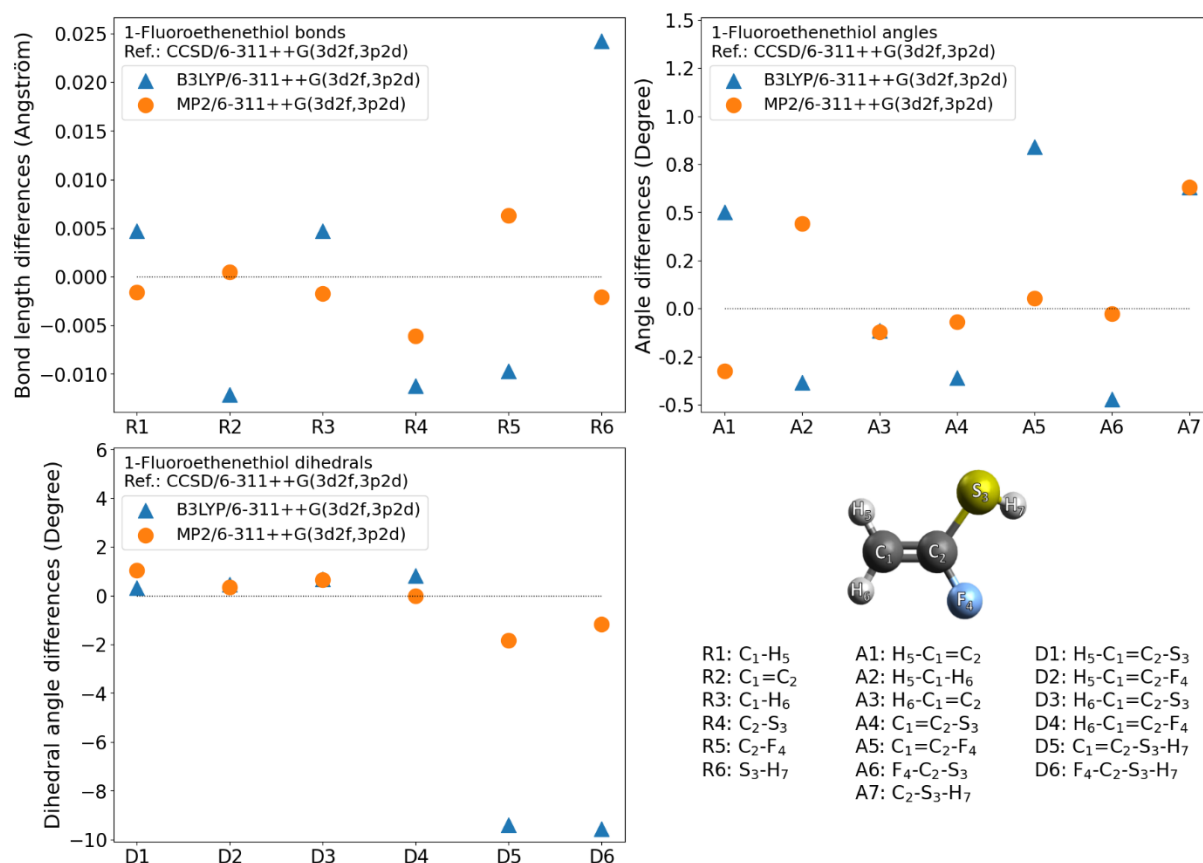 1-Fluoroethenethiol bonds
Ref.: CCSD/6-311++G(3d2f,3p2d)
B3LYP/6-311++G(3d2f,3p2d)
MP2/6-311++G(3d2f,3p2d)
Bond length differences (Angström)
0.025
0.020
0.015
0.010
0.005
0.000
−0.005
−0.010
R1 R2 R3 R4 R5 R6
1-Fluoroethenethiol angles
Ref.: CCSD/6-311++G(3d2f,3p2d)
B3LYP/6-311++G(3d2f,3p2d)
MP2/6-311++G(3d2f,3p2d)
Angle differences (Degree)
1.5
1.2
1.0
0.8
0.5
0.2
0.0
-0.2
-0.5
A1 A2 A3 A4 A5 A6 A7
1-Fluoroethenethiol dihedrals
Ref.: CCSD/6-311++G(3d2f,3p2d)
B3LYP/6-311++G(3d2f,3p2d)
MP2/6-311++G(3d2f,3p2d)
Dihedral angle differences (Degree)
6
4
2
0
−2
−4
−6
−8
−10
D1 D2 D3 D4 D5 D6
S₃
H₅ H₇
C₁ C₂
H₆ F₄
R1: C₁-H₅ A1: H₅-C₁=C₂ D1: H₅-C₁=C₂-S₃
R2: C₁=C₂ A2: H₅-C₁-H₆ D2: H₅-C₁=C₂-F₄
R3: C₁-H₆ A3: H₆-C₁=C₂ D3: H₆-C₁=C₂-S₃
R4: C₂-S₃ A4: C₁=C₂-S₃ D4: H₆-C₁=C₂-F₄
R5: C₂-F₄ A5: C₁=C₂-F₄ D5: C₁=C₂-S₃-H₇
R6: S₃-H₇ A6: F₄-C₂-S₃ D6: F₄-C₂-S₃-H₇
A7: C₂-S₃-H₇